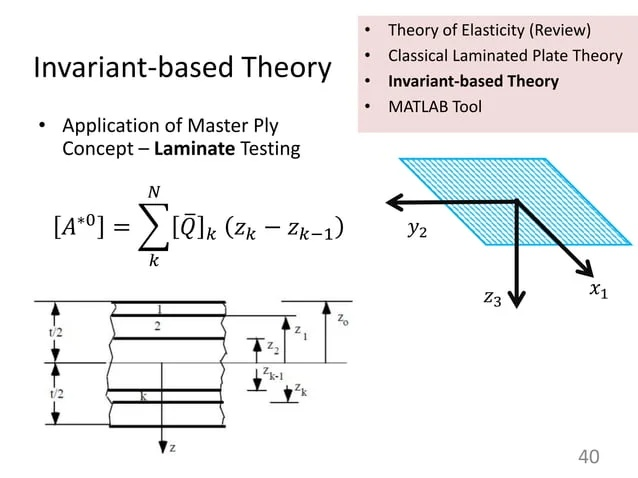 Invariant-based Theory
• Theory of Elasticity (Review)
• Classical Laminated Plate Theory
• Invariant-based Theory
• MATLAB Tool
• Application of Master Ply
Concept – Laminate Testing
[A*⁰] = ∑ₖᴺ [Q̄]ₖ (zₖ − zₖ₋₁)
y₂
z₃
x₁
t/2
t/2
1
2
k
z
z₀
z₁
z₂
zₖ₋₁
zₖ
40